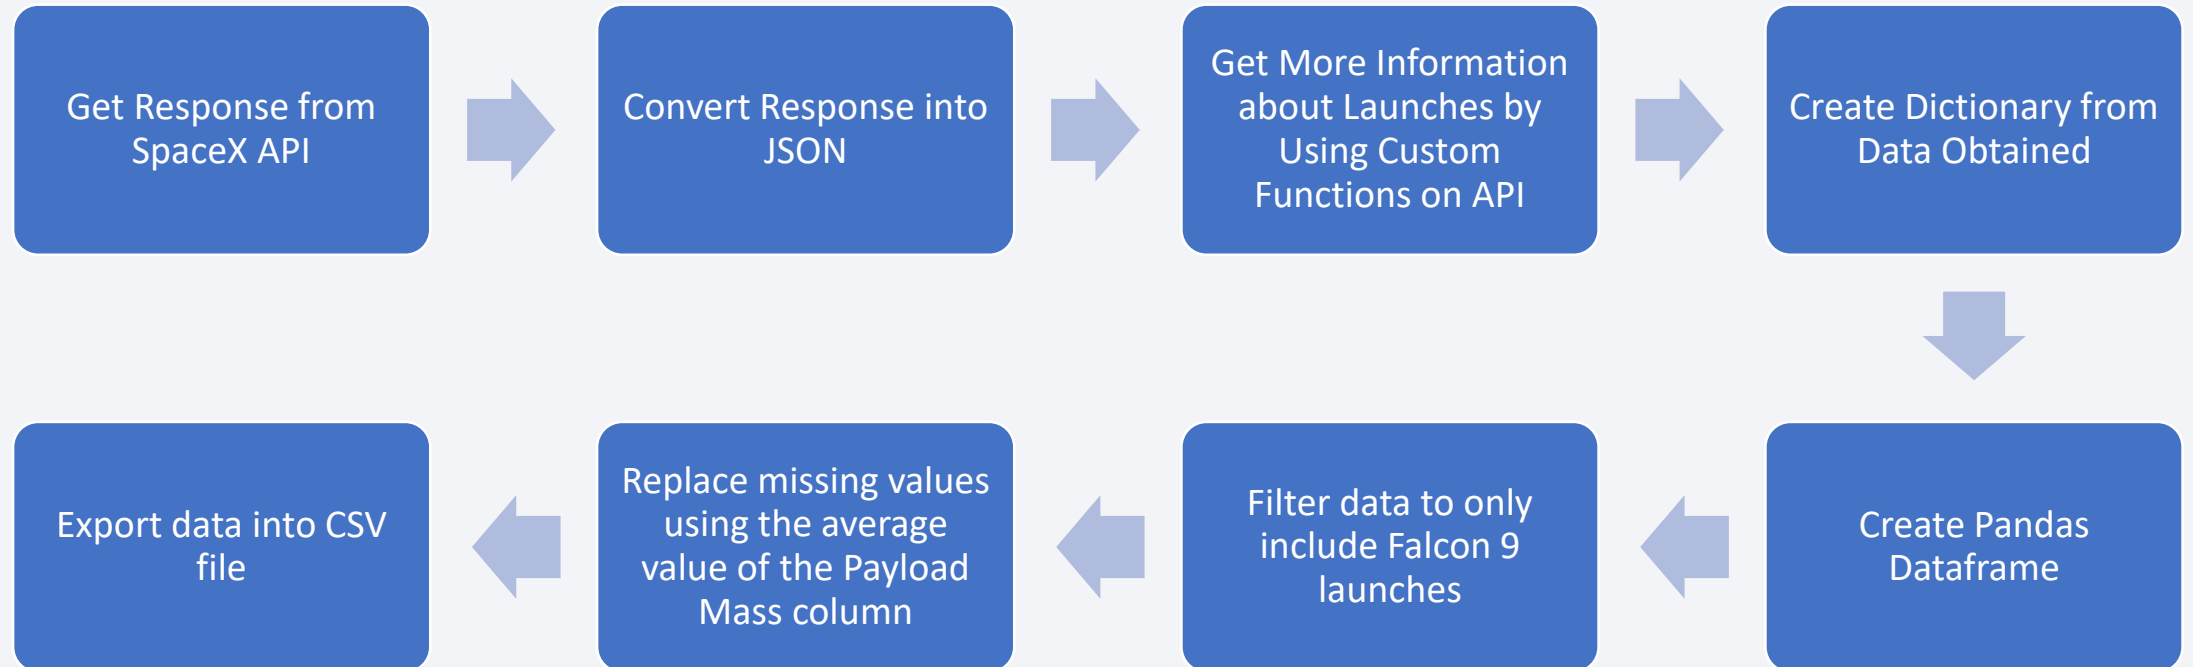 Get Response from
SpaceX API
Convert Response into
JSON
Get More Information
about Launches by
Using Custom
Functions on API
Create Dictionary from
Data Obtained
Create Pandas
Dataframe
Filter data to only
include Falcon 9
launches
Replace missing values
using the average
value of the Payload
Mass column
Export data into CSV
file